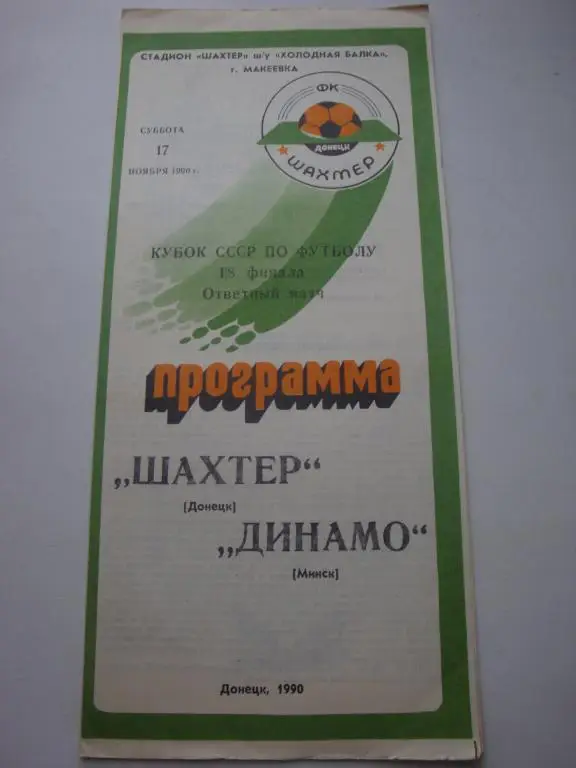 СТАДИОН «ШАХТЕР» ш/у «ХОЛОДНАЯ БАЛКА»,
г. МАКЕЕВКА
ФК
ДОНЕЦК
ШАХТЕР
СУББОТА
17
НОЯБРЯ 1990 г.
КУБОК СССР ПО ФУТБОЛУ
1/8 финала
Ответный матч
программа
„ШАХТЕР“
[Донецк]
„ДИНАМО“
[Минск]
Донецк, 1990